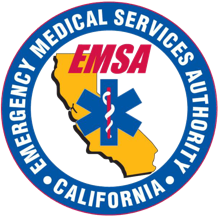 EMERGENCY MEDICAL SERVICES AUTHORITY
EMSA
• CALIFORNIA •